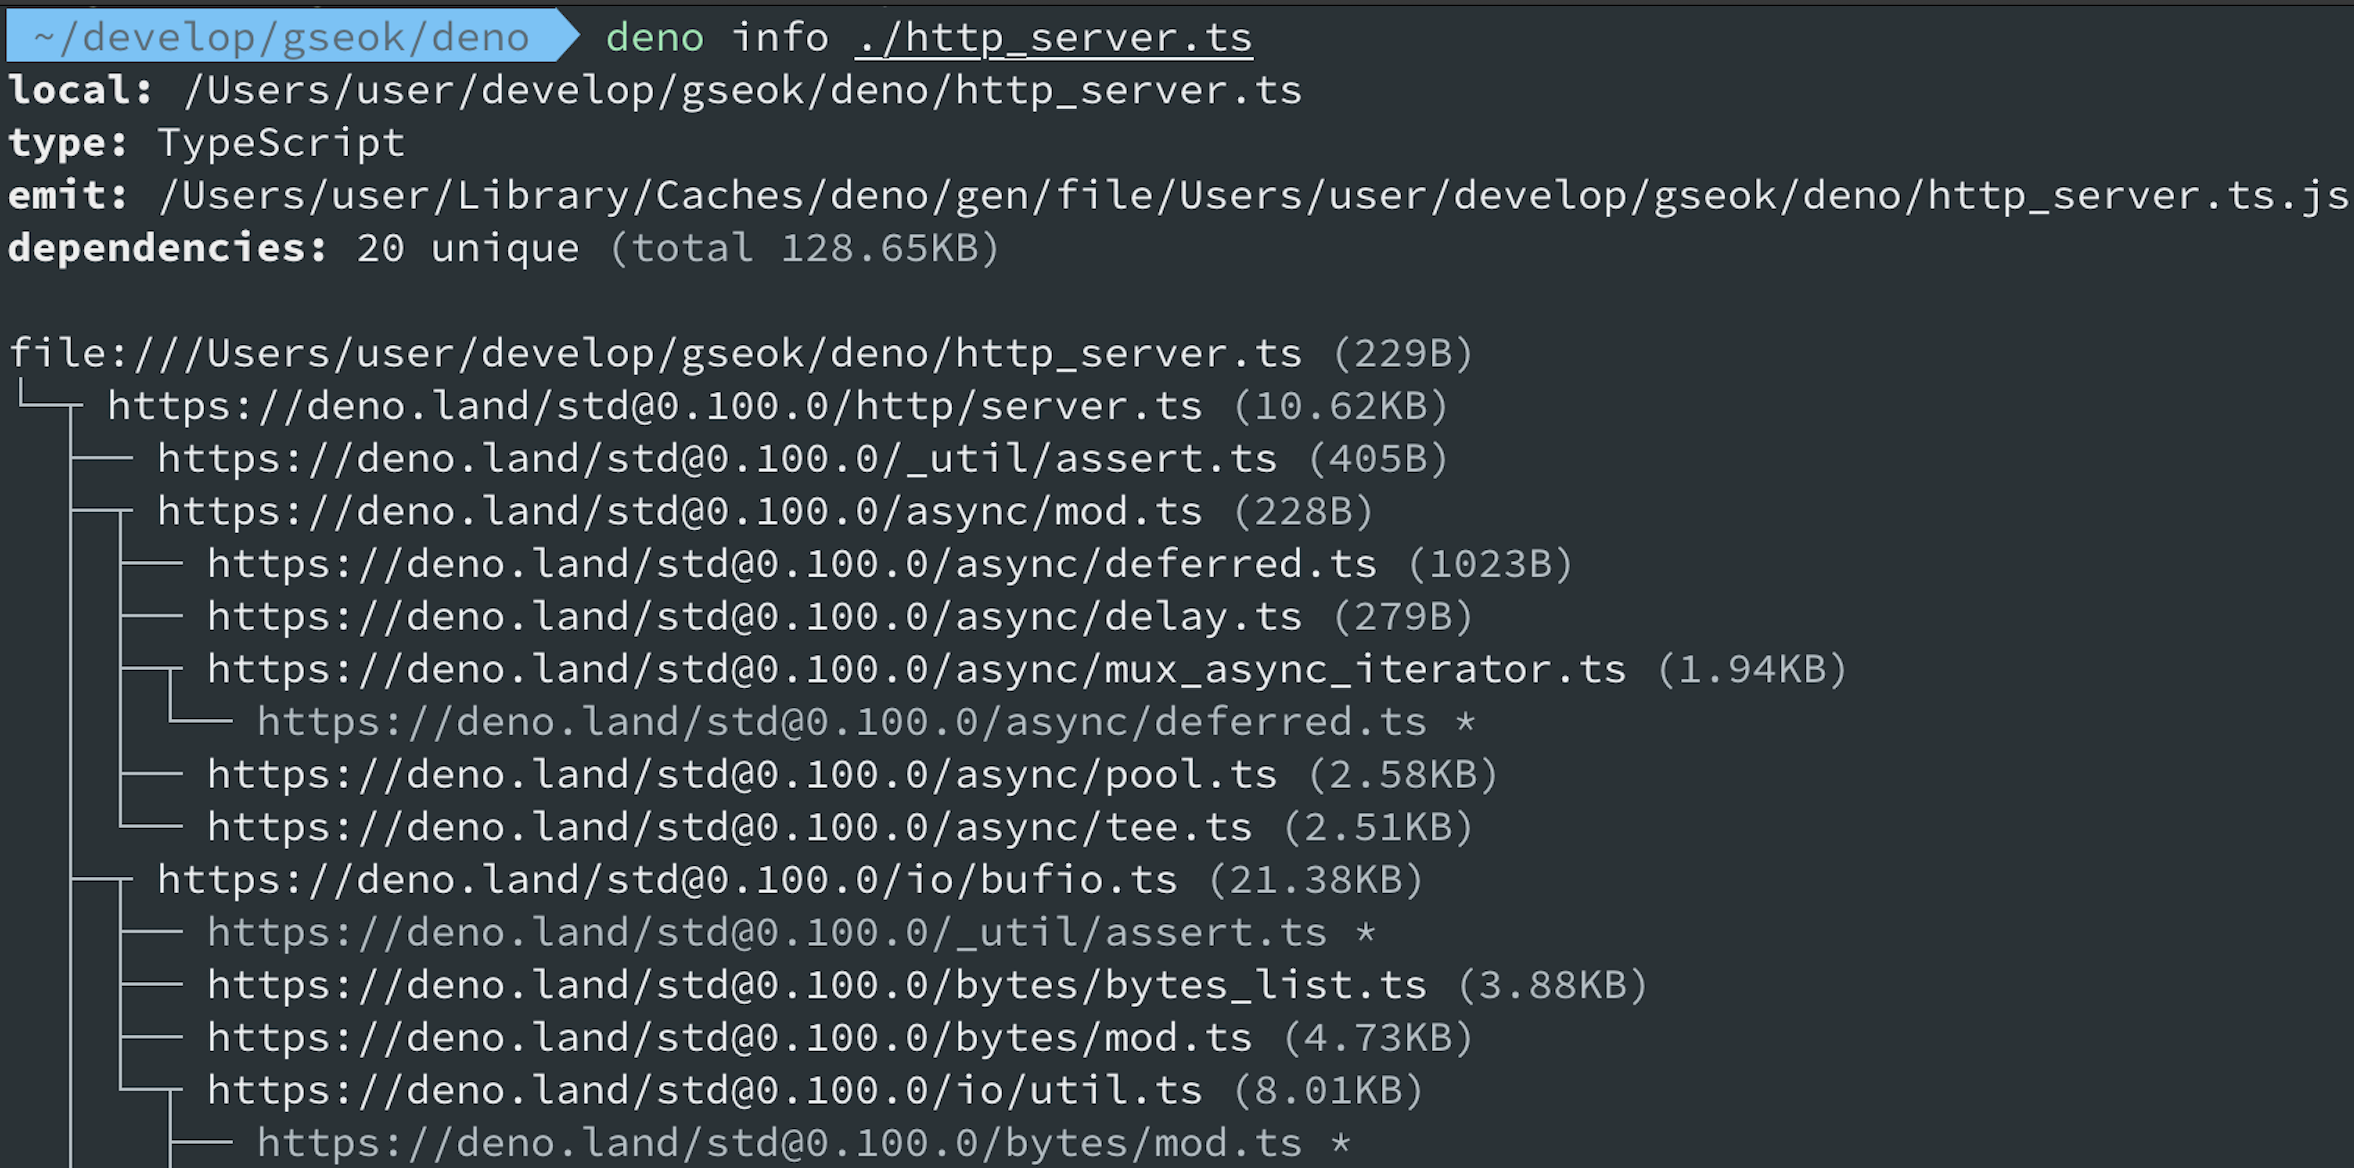 ~/develop/gseok/deno deno info ./http_server.ts
local: /Users/user/develop/gseok/deno/http_server.ts
type: TypeScript
emit: /Users/user/Library/Caches/deno/gen/file/Users/user/develop/gseok/deno/http_server.ts.js
dependencies: 20 unique (total 128.65KB)
file:///Users/user/develop/gseok/deno/http_server.ts (229B)
https://deno.land/std@0.100.0/http/server.ts (10.62KB)
https://deno.land/std@0.100.0/_util/assert.ts (405B)
https://deno.land/std@0.100.0/async/mod.ts (228B)
https://deno.land/std@0.100.0/async/deferred.ts (1023B)
https://deno.land/std@0.100.0/async/delay.ts (279B)
https://deno.land/std@0.100.0/async/mux_async_iterator.ts (1.94KB)
https://deno.land/std@0.100.0/async/deferred.ts *
https://deno.land/std@0.100.0/async/pool.ts (2.58KB)
https://deno.land/std@0.100.0/async/tee.ts (2.51KB)
https://deno.land/std@0.100.0/io/bufio.ts (21.38KB)
https://deno.land/std@0.100.0/_util/assert.ts *
https://deno.land/std@0.100.0/bytes/bytes_list.ts (3.88KB)
https://deno.land/std@0.100.0/bytes/mod.ts (4.73KB)
https://deno.land/std@0.100.0/io/util.ts (8.01KB)
https://deno.land/std@0.100.0/bytes/mod.ts *